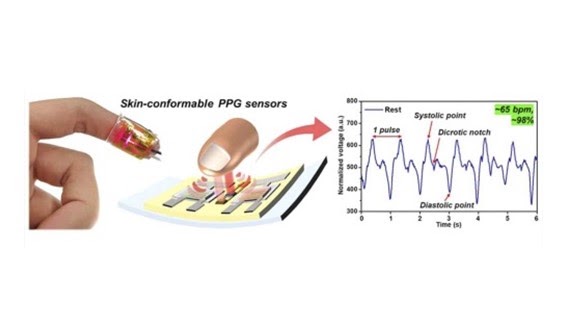 Skin-conformable PPG sensors
Rest
~65 bpm,
~98%
Systolic point
1 pulse
Dicrotic notch
Diastolic point
Normalized voltage (a.u.)
800
700
600
500
400
300
0 1 2 3 4 5 6
Time (s)